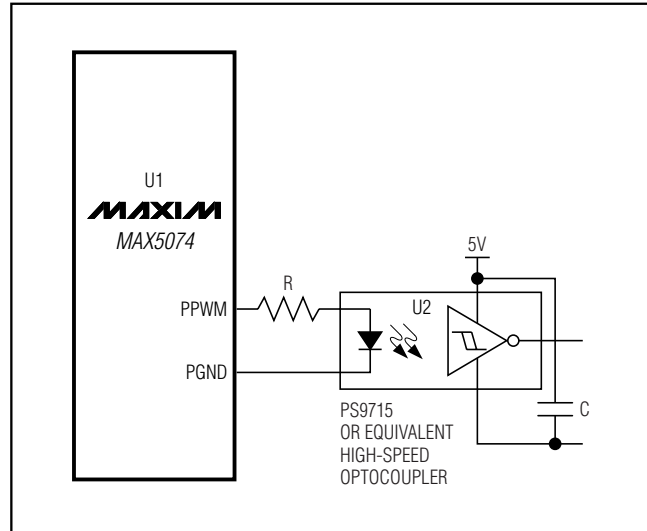 U1
MAXIM
MAX5074
PPWM
PGND
R
5V
U2
C
PS9715
OR EQUIVALENT
HIGH-SPEED
OPTOCOUPLER